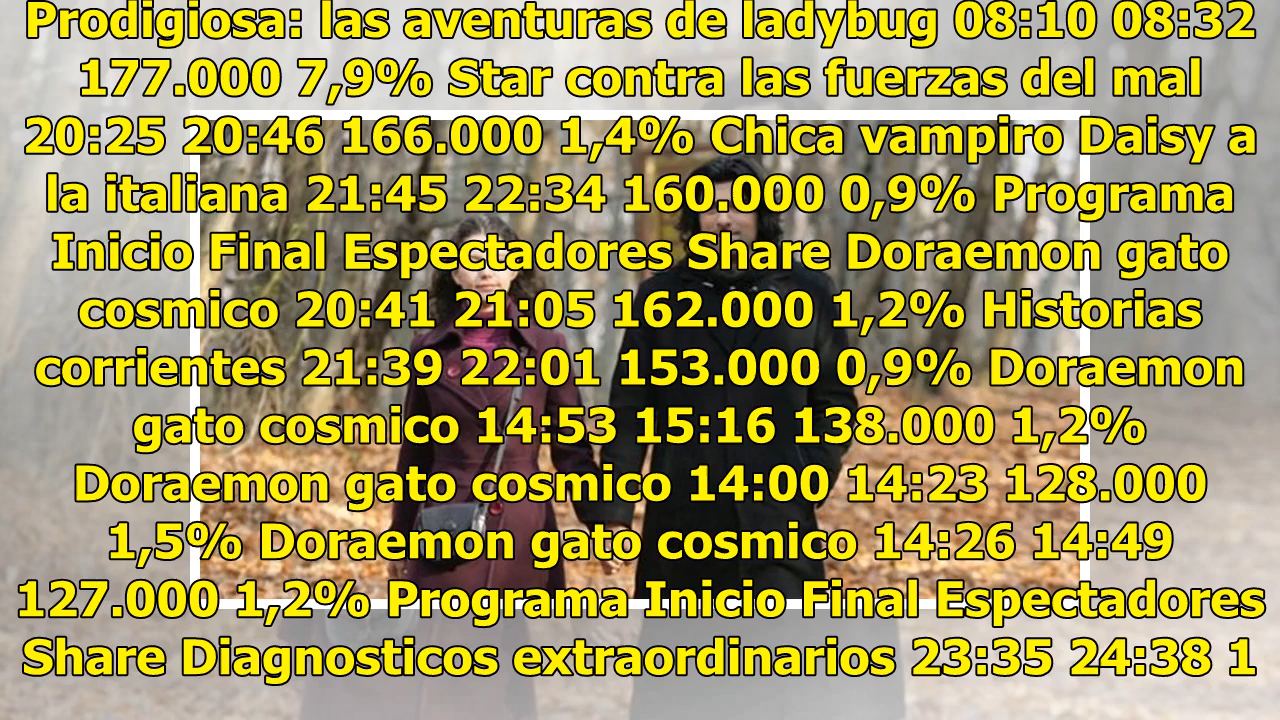 Prodigiosa: las aventuras de ladybug 08:10 08:32
177.000 7,9% Star contra las fuerzas del mal
20:25 20:46 166.000 1,4% Chica vampiro Daisy a
la italiana 21:45 22:34 160.000 0,9% Programa
Inicio Final Espectadores Share Doraemon gato
cosmico 20:41 21:05 162.000 1,2% Historias
corrientes 21:39 22:01 153.000 0,9% Doraemon
gato cosmico 14:53 15:16 138.000 1,2%
Doraemon gato cosmico 14:00 14:23 128.000
1,5% Doraemon gato cosmico 14:26 14:49
127.000 1,2% Programa Inicio Final Espectadores
Share Diagnosticos extraordinarios 23:35 24:38 1